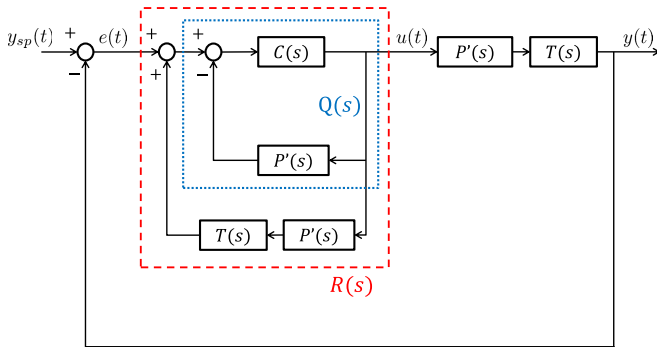 y_sp(t) + − e(t) + + + − C(s) u(t) P'(s) T(s) y(t)
Q(s)
P'(s)
T(s) P'(s)
R(s)